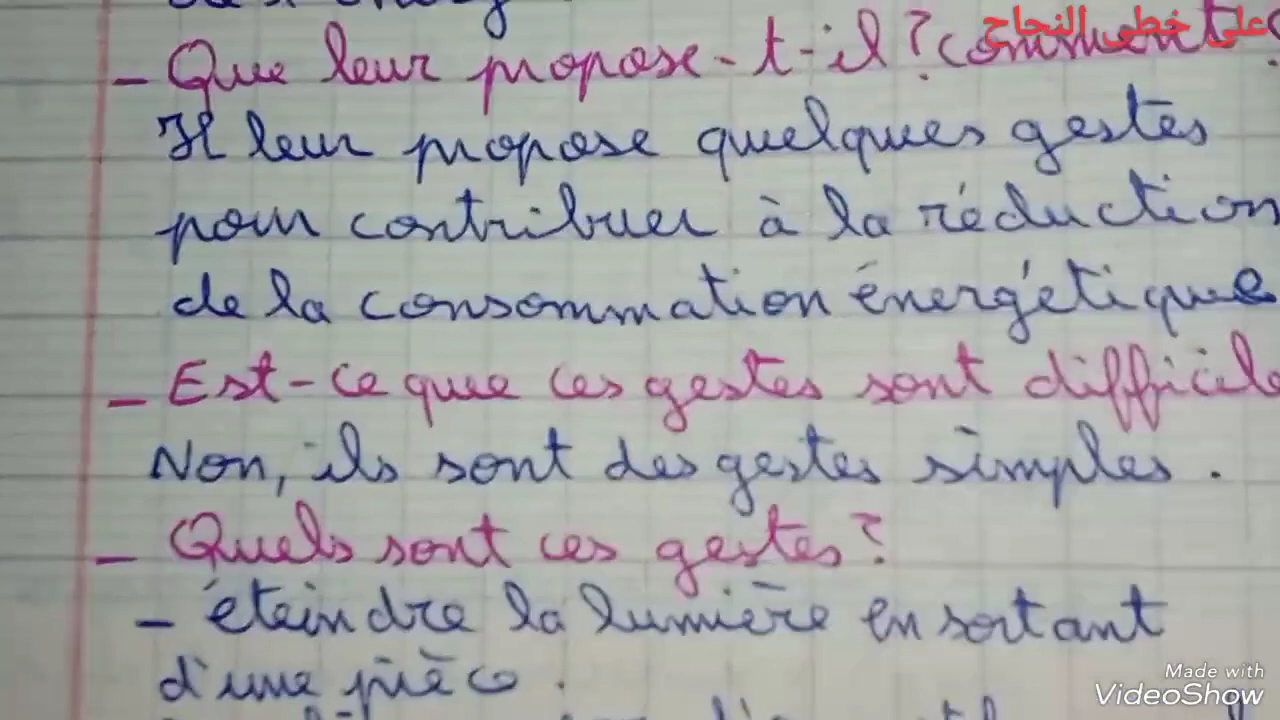 على خطى النجاح
- Que leur propose-t-il? comment?
Il leur propose quelques gestes
pour contribuer à la réduction
de la consommation énergétique
- Est-ce que ces gestes sont difficile
Non, ils sont des gestes simples.
- Quels sont ces gestes?
- éteindre la lumière en sortant
d'une pièce.
Made with
VideoShow